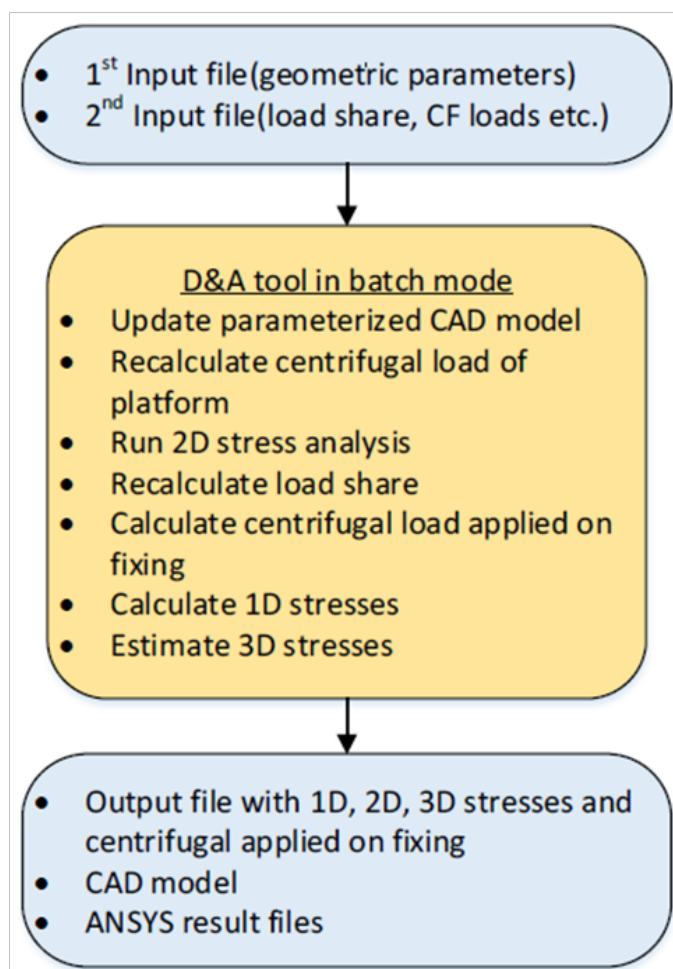 • 1st Input file(geometric parameters)
• 2nd Input file(load share, CF loads etc.)
D&A tool in batch mode
• Update parameterized CAD model
• Recalculate centrifugal load of
platform
• Run 2D stress analysis
• Recalculate load share
• Calculate centrifugal load applied on
fixing
• Calculate 1D stresses
• Estimate 3D stresses
• Output file with 1D, 2D, 3D stresses and
centrifugal applied on fixing
• CAD model
• ANSYS result files